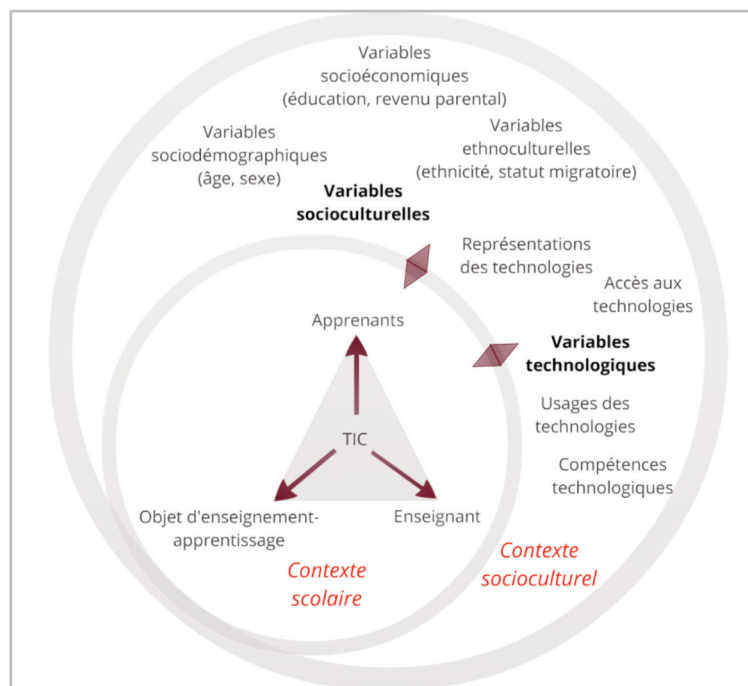 Variables
socioéconomiques
(éducation, revenu parental)
Variables
sociodémographiques
(âge, sexe)
Variables
ethnoculturelles
(ethnicité, statut migratoire)
Variables
socioculturelles
Représentations
des technologies
Accès aux
technologies
Apprenants
Variables
technologiques
Usages des
technologies
TIC
Compétences
technologiques
Objet d'enseignement-
apprentissage
Enseignant
Contexte
scolaire
Contexte
socioculturel